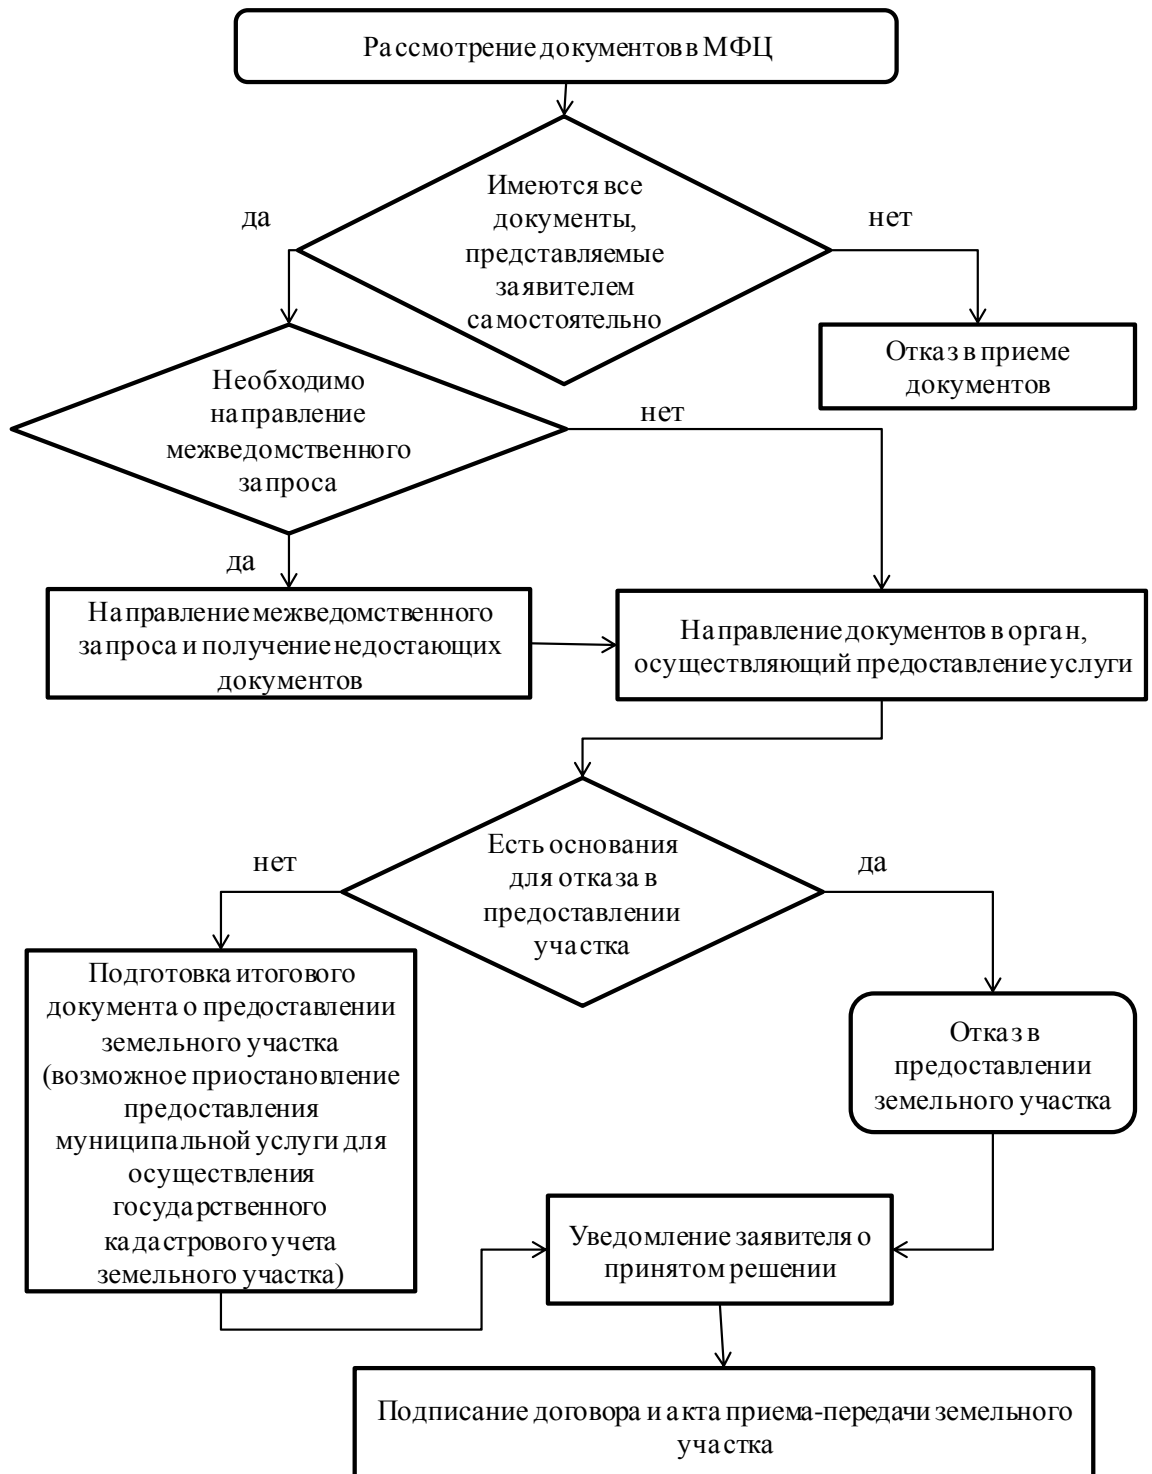 Рассмотрение документов в МФЦ
Имеются все
документы,
представляемые
заявителем
самостоятельно
да
нет
Отказ в приеме
документов
Необходимо
направление
межведомственного
запроса
нет
да
Направление межведомственного
запроса и получение недостающих
документов
Направление документов в орган,
осуществляющий предоставление услуги
Есть основания
для отказа в
предоставлении
участка
нет
да
Подготовка итогового
документа о предоставлении
земельного участка
(возможное приостановление
предоставления
муниципальной услуги для
осуществления
государственного
кадастрового учета
земельного участка)
Отказ в
предоставлении
земельного участка
Уведомление заявителя о
принятом решении
Подписание договора и акта приема-передачи земельного
участка